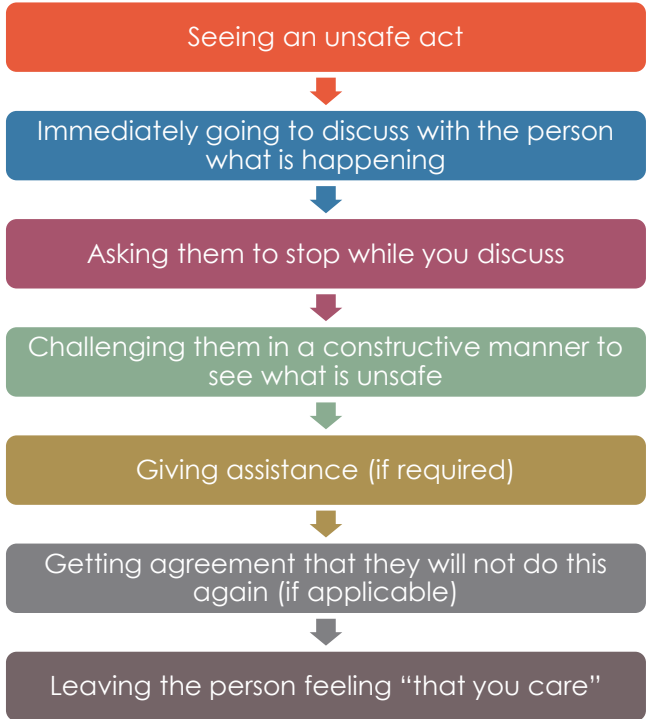 Seeing an unsafe act
Immediately going to discuss with the person
what is happening
Asking them to stop while you discuss
Challenging them in a constructive manner to
see what is unsafe
Giving assistance (if required)
Getting agreement that they will not do this
again (if applicable)
Leaving the person feeling “that you care”